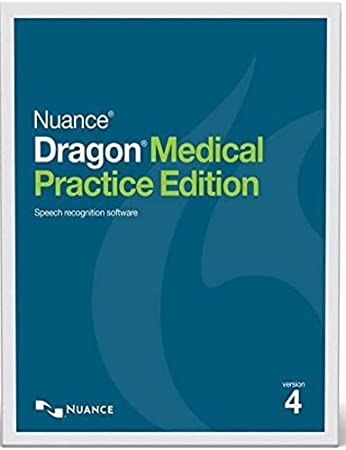 Nuance®
Dragon® Medical
Practice Edition
Speech recognition software
version
4
NUANCE